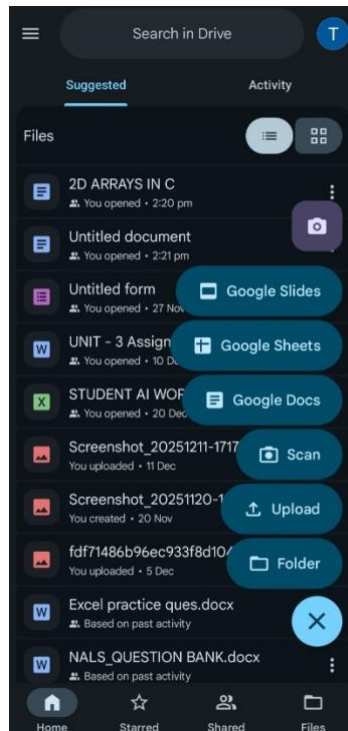 Search in Drive
T
Suggested
Activity
Files
2D ARRAYS IN C
You opened • 2:20 pm
Untitled document
You opened • 2:21 pm
Untitled form
You opened • 27 Nov
Google Slides
UNIT - 3 Assign
You opened • 10 D
Google Sheets
STUDENT AI WOR
You opened • 20 Dec
Google Docs
Screenshot_20251211-1717
You uploaded • 11 Dec
Scan
Screenshot_20251120-1
You created • 20 Nov
Upload
fdf71486b96ec933f8d104
You uploaded • 5 Dec
Folder
Excel practice ques.docx
Based on past activity
NALS_QUESTION BANK.docx
Based on past activity
Home
Starred
Shared
Files